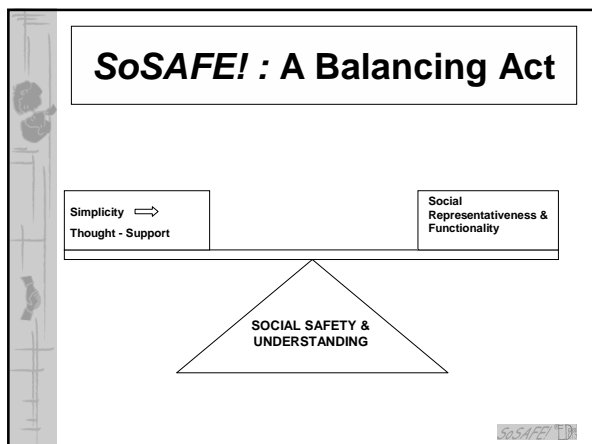 SoSAFE! : A Balancing Act
Simplicity ⇨
Thought - Support
Social
Representativeness &
Functionality
SOCIAL SAFETY &
UNDERSTANDING
SoSAFE!